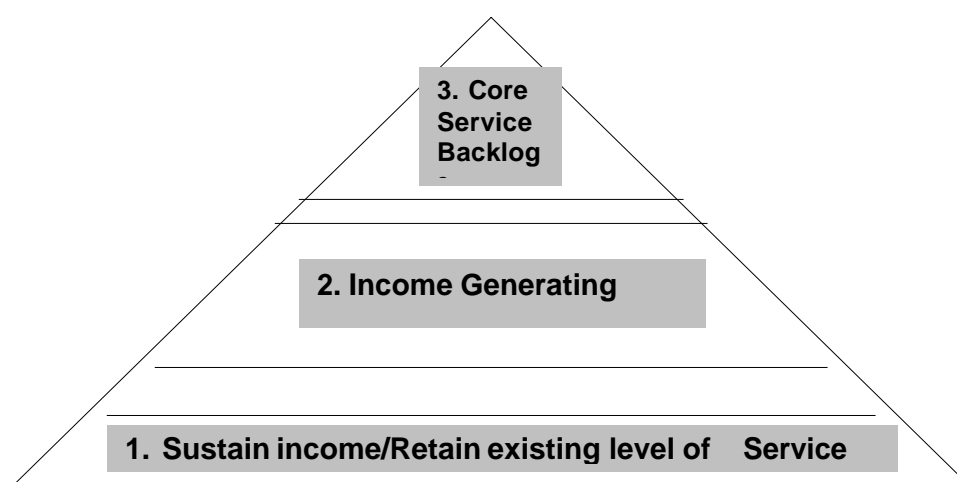 3. Core
Service
Backlog
2. Income Generating
1. Sustain income/Retain existing level of Service